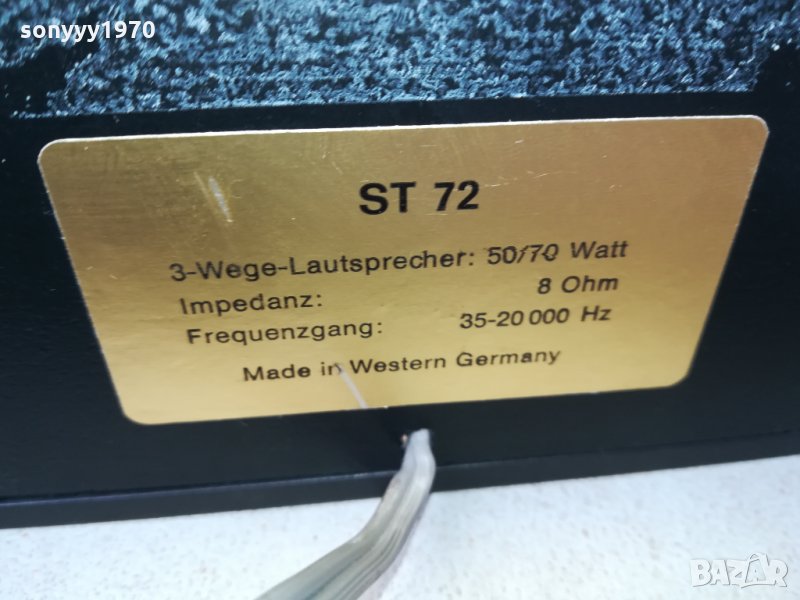 sonyyy1970
ST 72
3-Wege-Lautsprecher: 50/70 Watt
Impedanz: 8 Ohm
Frequenzgang: 35-20 000 Hz
Made in Western Germany
BAZAR